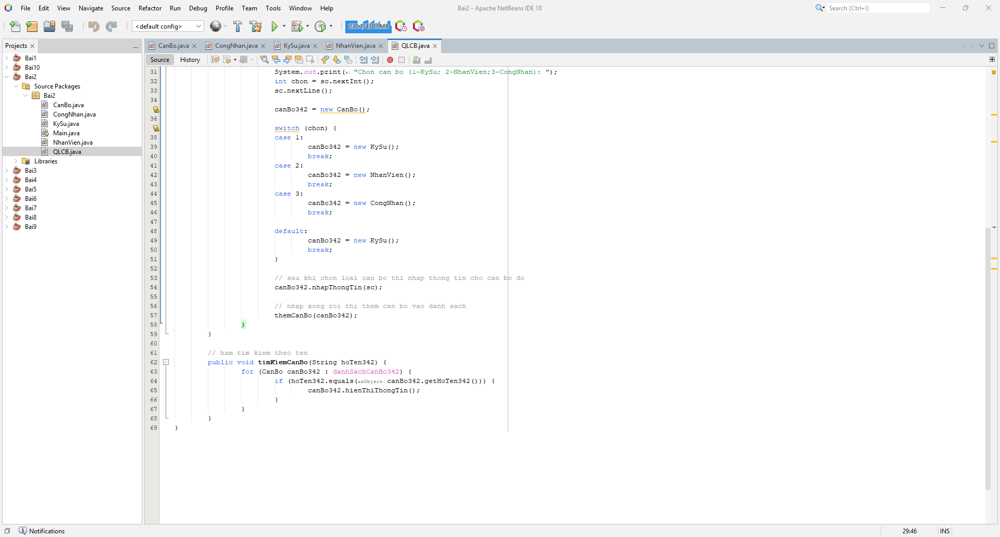 File Edit View Navigate Source Refactor Run Debug Profile Team Tools Window Help
Bai2 - Apache NetBeans IDE 18
Search (Ctrl+I)
<default config>
230.1/438.0MB
Projects
Bai1
Bai10
Bai2
Source Packages
Bai2
CanBo.java
CongNhan.java
KySu.java
Main.java
NhanVien.java
QLCB.java
Libraries
Bai3
Bai4
Bai5
Bai6
Bai7
Bai8
Bai9
CanBo.java CongNhan.java KySu.java NhanVien.java QLCB.java
Source History
31 System.out.print(s: "Chon can bo (1-KySu; 2-NhanVien;3-CongNhan): ");
32 int chon = sc.nextInt();
33 sc.nextLine();
34
canBo342 = new CanBo();
36
switch (chon) {
38 case 1:
39 canBo342 = new KySu();
40 break;
41 case 2:
42 canBo342 = new NhanVien();
43 break;
44 case 3:
45 canBo342 = new CongNhan();
46 break;
47
48 default:
49 canBo342 = new KySu();
50 break;
51 }
52
53 // sau khi chon loai can bo thi nhap thong tin cho can bo do
54 canBo342.nhapThongTin(sc);
55
56 // nhap xong roi thi them can bo vao danh sach
57 themCanBo(canBo342);
58 }
59 }
60
61 // ham tim kiem theo ten
62 public void timKiemCanBo(String hoTen342) {
63 for (CanBo canBo342 : danhSachCanBo342) {
64 if (hoTen342.equals(anObject: canBo342.getHoTen342())) {
65 canBo342.hienThiThongTin();
66 }
67 }
68 }
69 }
Notifications
29:46 INS